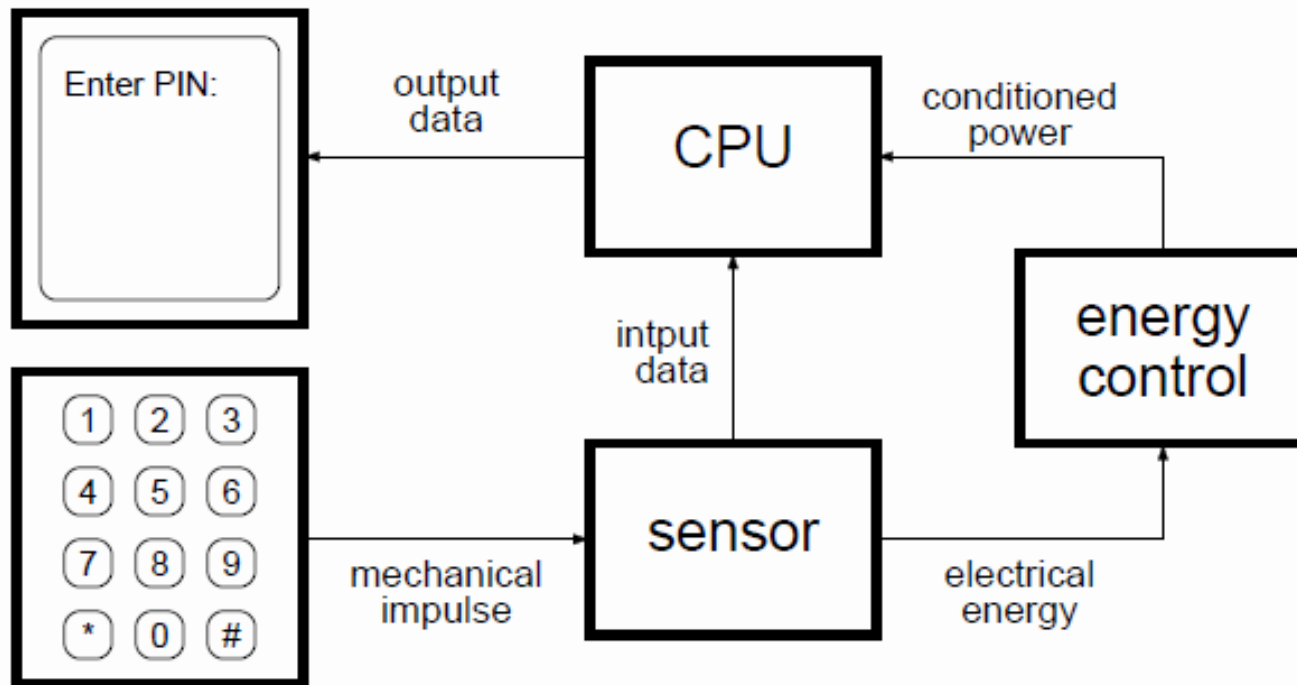 Enter PIN:
output
data
CPU
conditioned
power
intput
data
energy
control
1 2 3
4 5 6
7 8 9
* 0 #
mechanical
impulse
sensor
electrical
energy